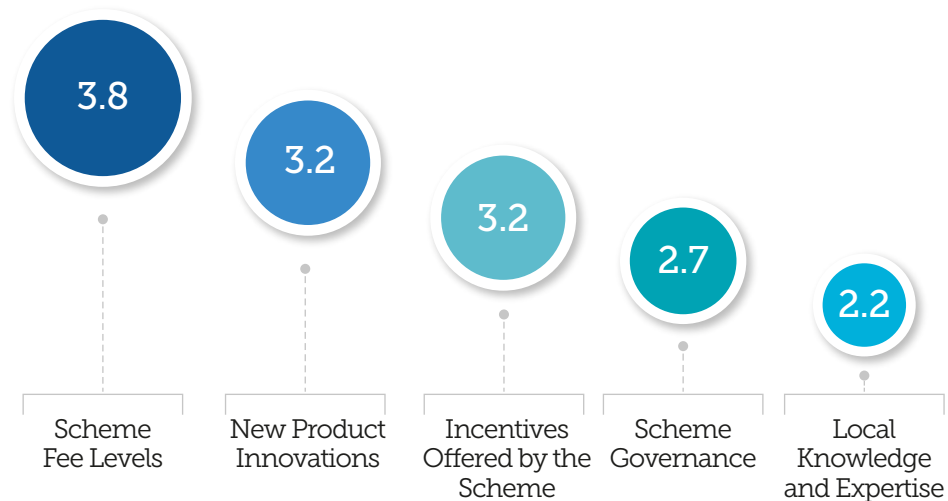 3.8
3.2
3.2
2.7
2.2
Scheme
Fee Levels
New Product
Innovations
Incentives
Offered by the
Scheme
Scheme
Governance
Local
Knowledge
and Expertise